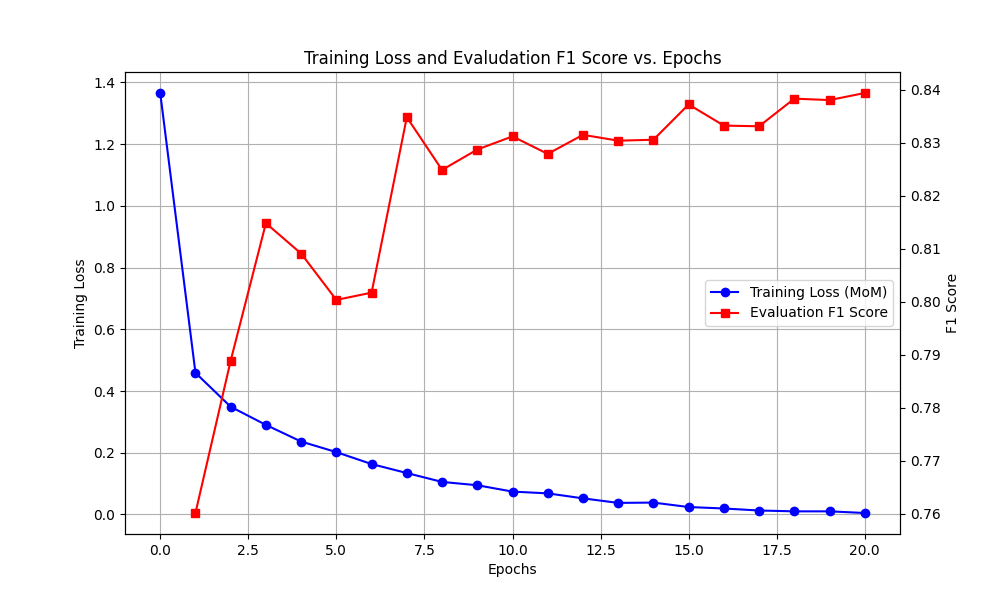 Training Loss and Evaludation F1 Score vs. Epochs
1.4
1.2
1.0
0.8
0.6
0.4
0.2
0.0
Training Loss
0.84
0.83
0.82
0.81
0.80
0.79
0.78
0.77
0.76
F1 Score
Training Loss (MoM)
Evaluation F1 Score
0.0 2.5 5.0 7.5 10.0 12.5 15.0 17.5 20.0
Epochs